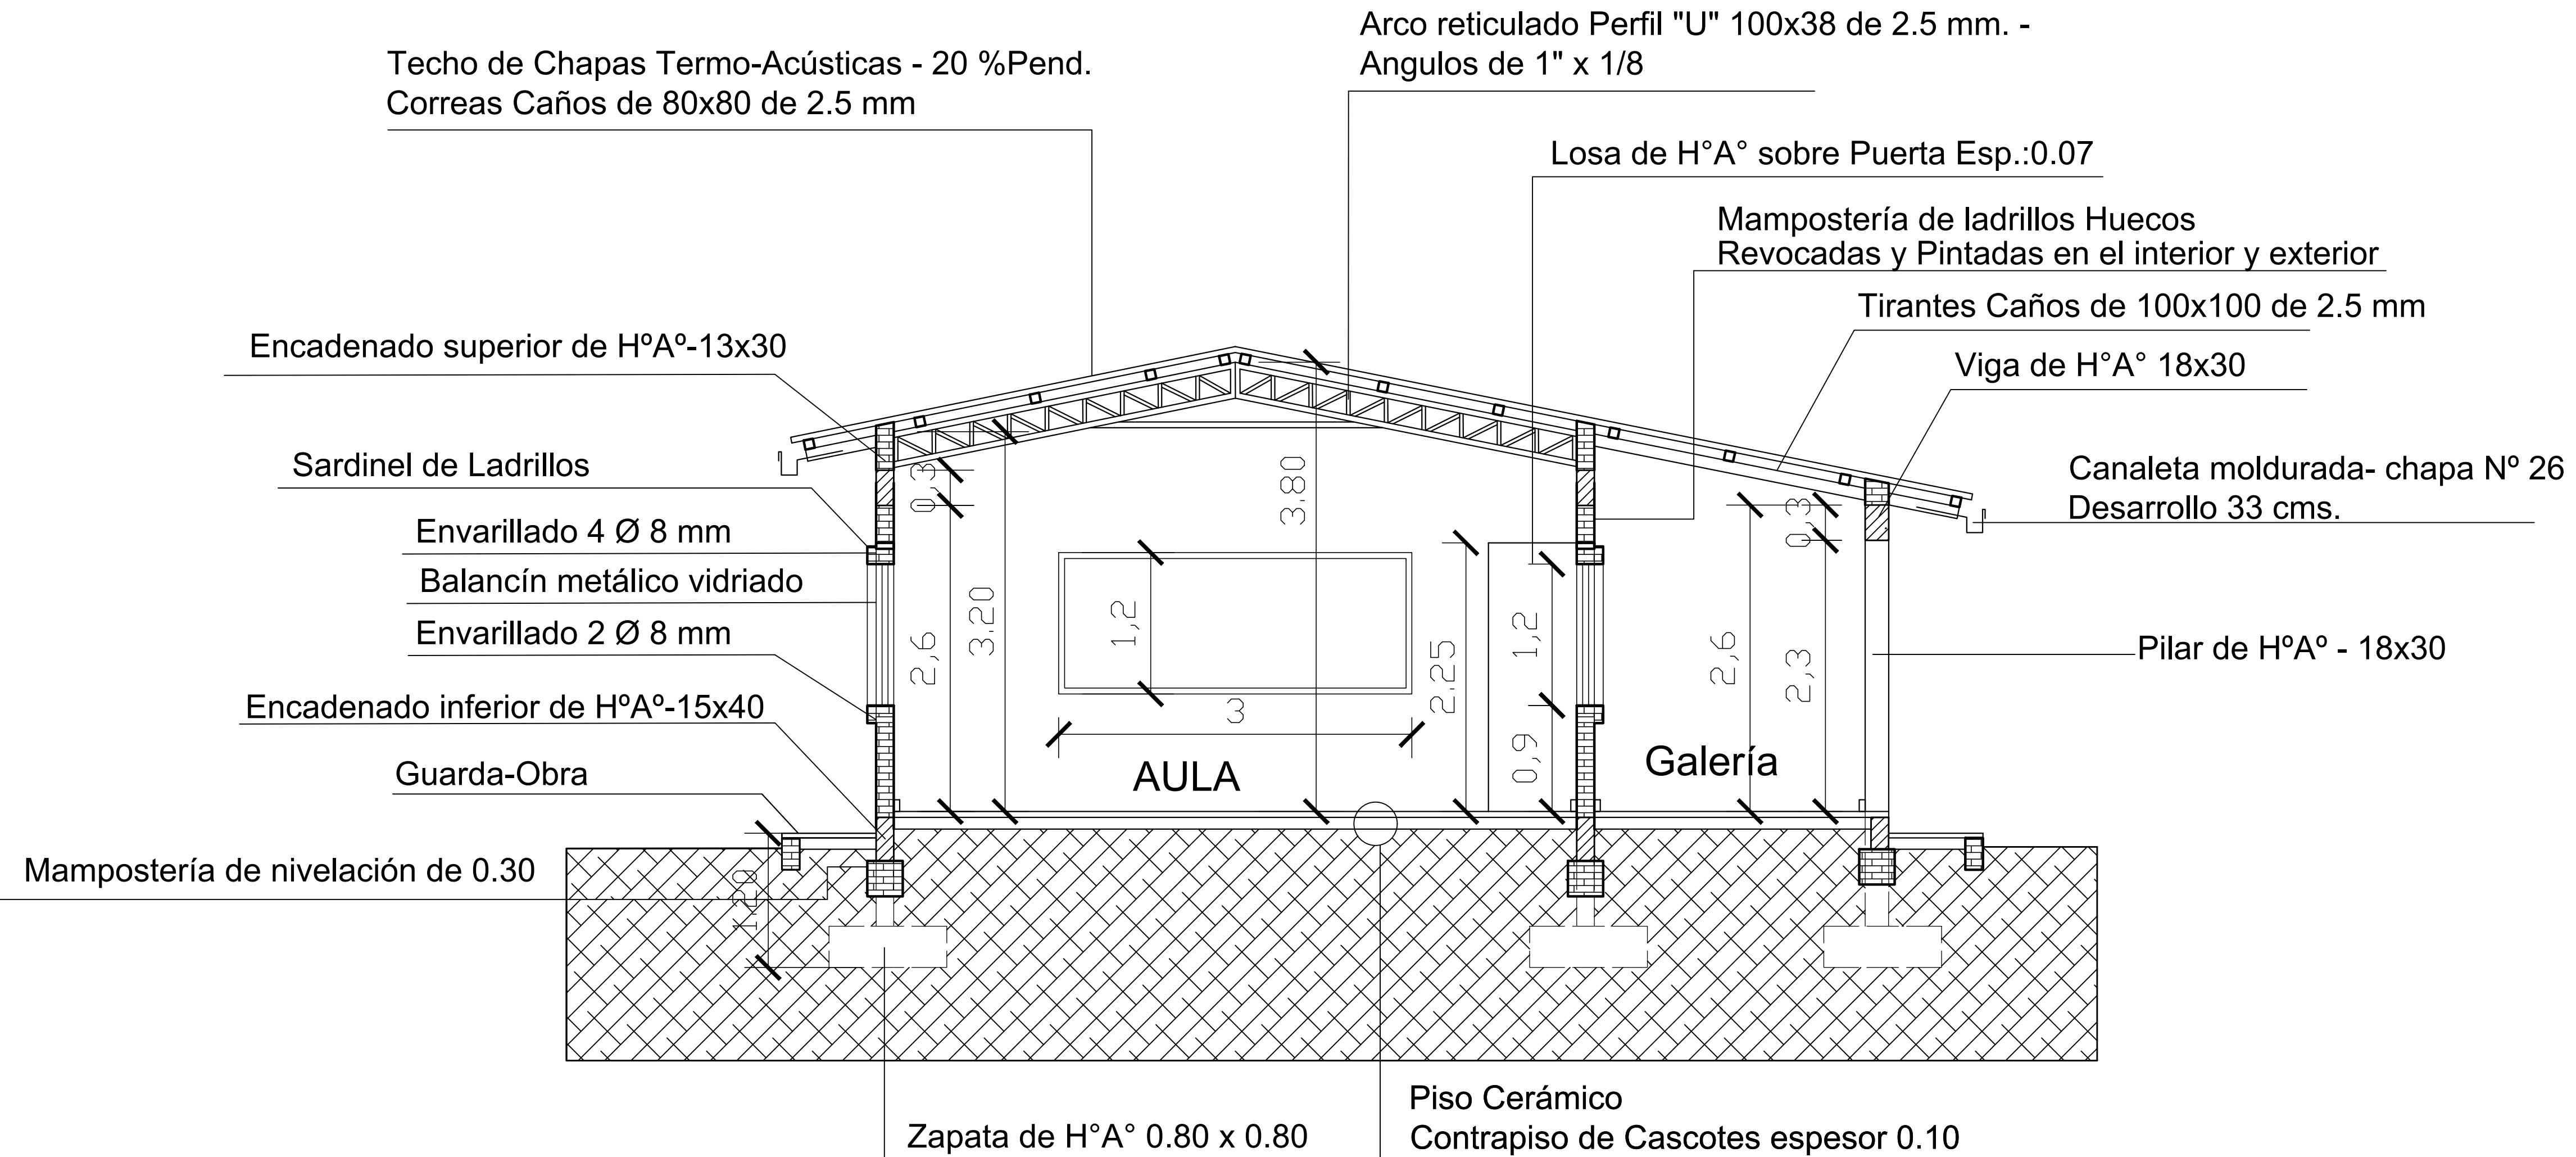 Arco reticulado Perfil "U" 100x38 de 2.5 mm. -
Angulos de 1" x 1/8
Techo de Chapas Termo-Acústicas - 20 %Pend.
Correas Caños de 80x80 de 2.5 mm
Losa de H°A° sobre Puerta Esp.:0.07
Mampostería de ladrillos Huecos
Revocadas y Pintadas en el interior y exterior
Tirantes Caños de 100x100 de 2.5 mm
Encadenado superior de HºAº-13x30
Viga de H°A° 18x30
Sardinel de Ladrillos
Canaleta moldurada- chapa Nº 26
Desarrollo 33 cms.
Envarillado 4 Ø 8 mm
Balancín metálico vidriado
Envarillado 2 Ø 8 mm
Pilar de HºAº - 18x30
Encadenado inferior de HºAº-15x40
Guarda-Obra
Mampostería de nivelación de 0.30
0,3
2,6
3.20
1,2
3
3,80
2.25
1,2
0,9
2,6
0,3
2,3
1.20
AULA
Galería
Zapata de H°A° 0.80 x 0.80
Piso Cerámico
Contrapiso de Cascotes espesor 0.10